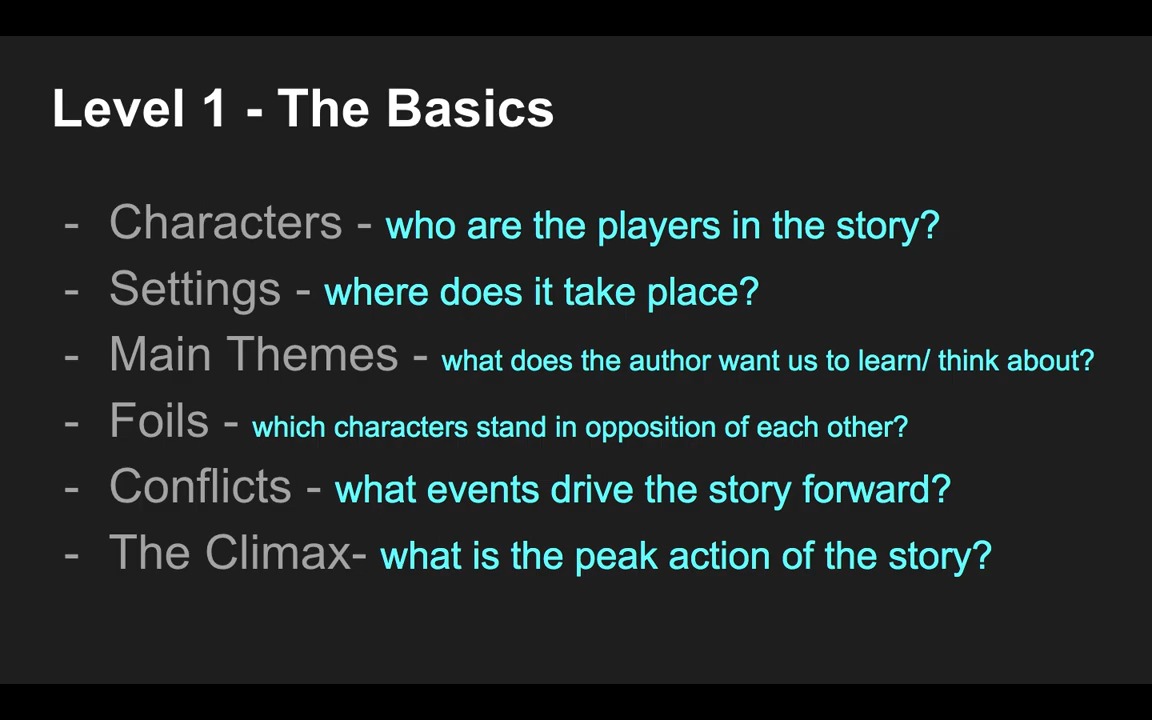 Level 1 - The Basics
- Characters - who are the players in the story?
- Settings - where does it take place?
- Main Themes - what does the author want us to learn/ think about?
- Foils - which characters stand in opposition of each other?
- Conflicts - what events drive the story forward?
- The Climax- what is the peak action of the story?